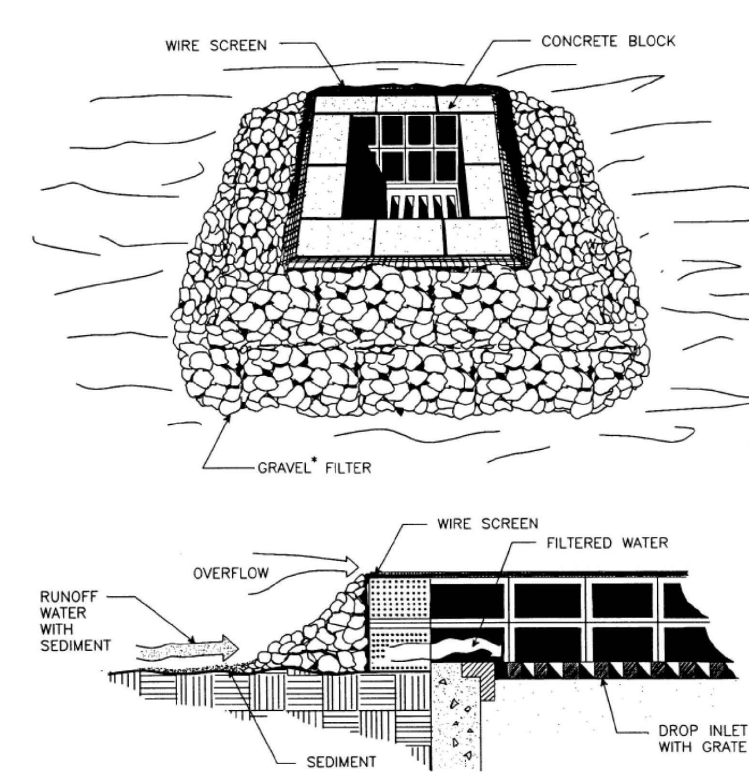 WIRE SCREEN
CONCRETE BLOCK
GRAVEL* FILTER
WIRE SCREEN
FILTERED WATER
OVERFLOW
RUNOFF
WATER
WITH
SEDIMENT
DROP INLET
WITH GRATE
SEDIMENT